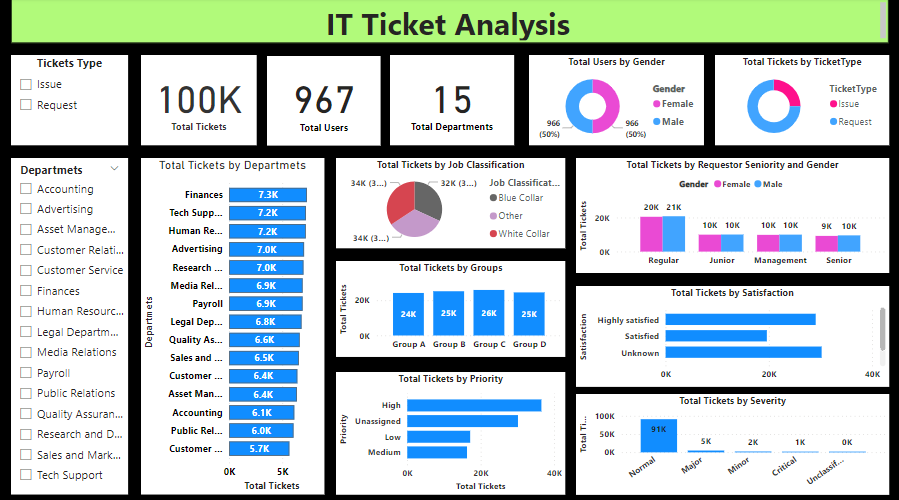 IT Ticket Analysis
Tickets Type
Issue
Request
100K
Total Tickets
967
Total Users
15
Total Departments
Total Users by Gender
966
(50%)
966
(50%)
Gender
Female
Male
Total Tickets by TicketType
TicketType
Issue
Request
Departmets
Accounting
Advertising
Asset Manage...
Customer Relati...
Customer Service
Finances
Human Resourc...
Legal Departm...
Media Relations
Payroll
Public Relations
Quality Assuran...
Research and D...
Sales and Mark...
Tech Support
Total Tickets by Departmets
Departmets
Finances 7.3K
Tech Supp... 7.2K
Human Re... 7.2K
Advertising 7.0K
Research ... 7.0K
Media Rel... 6.9K
Payroll 6.9K
Legal Dep... 6.8K
Quality As... 6.6K
Sales and ... 6.5K
Customer ... 6.4K
Asset Man... 6.4K
Accounting 6.1K
Public Rel... 6.0K
Customer ... 5.7K
0K 5K
Total Tickets
Total Tickets by Job Classification
34K (3...)
32K (3...)
34K (3...)
Job Classificat...
Blue Collar
Other
White Collar
Total Tickets by Groups
Total Tickets
20K
0K
24K 25K 26K 25K
Group A Group B Group C Group D
Total Tickets by Priority
Priority
High
Unassigned
Low
Medium
0K 20K 40K
Total Tickets
Total Tickets by Requestor Seniority and Gender
Gender Female Male
Total Tickets
20K
0K
20K 21K 10K 10K 10K 10K 9K 10K
Regular Junior Management Senior
Total Tickets by Satisfaction
Satisfaction
Highly satisfied
Satisfied
Unknown
0K 20K 40K
Total Tickets by Severity
Total Ti...
100K
50K
0K
91K 5K 2K 1K 0K
Normal Major Minor Critical Unclassif...